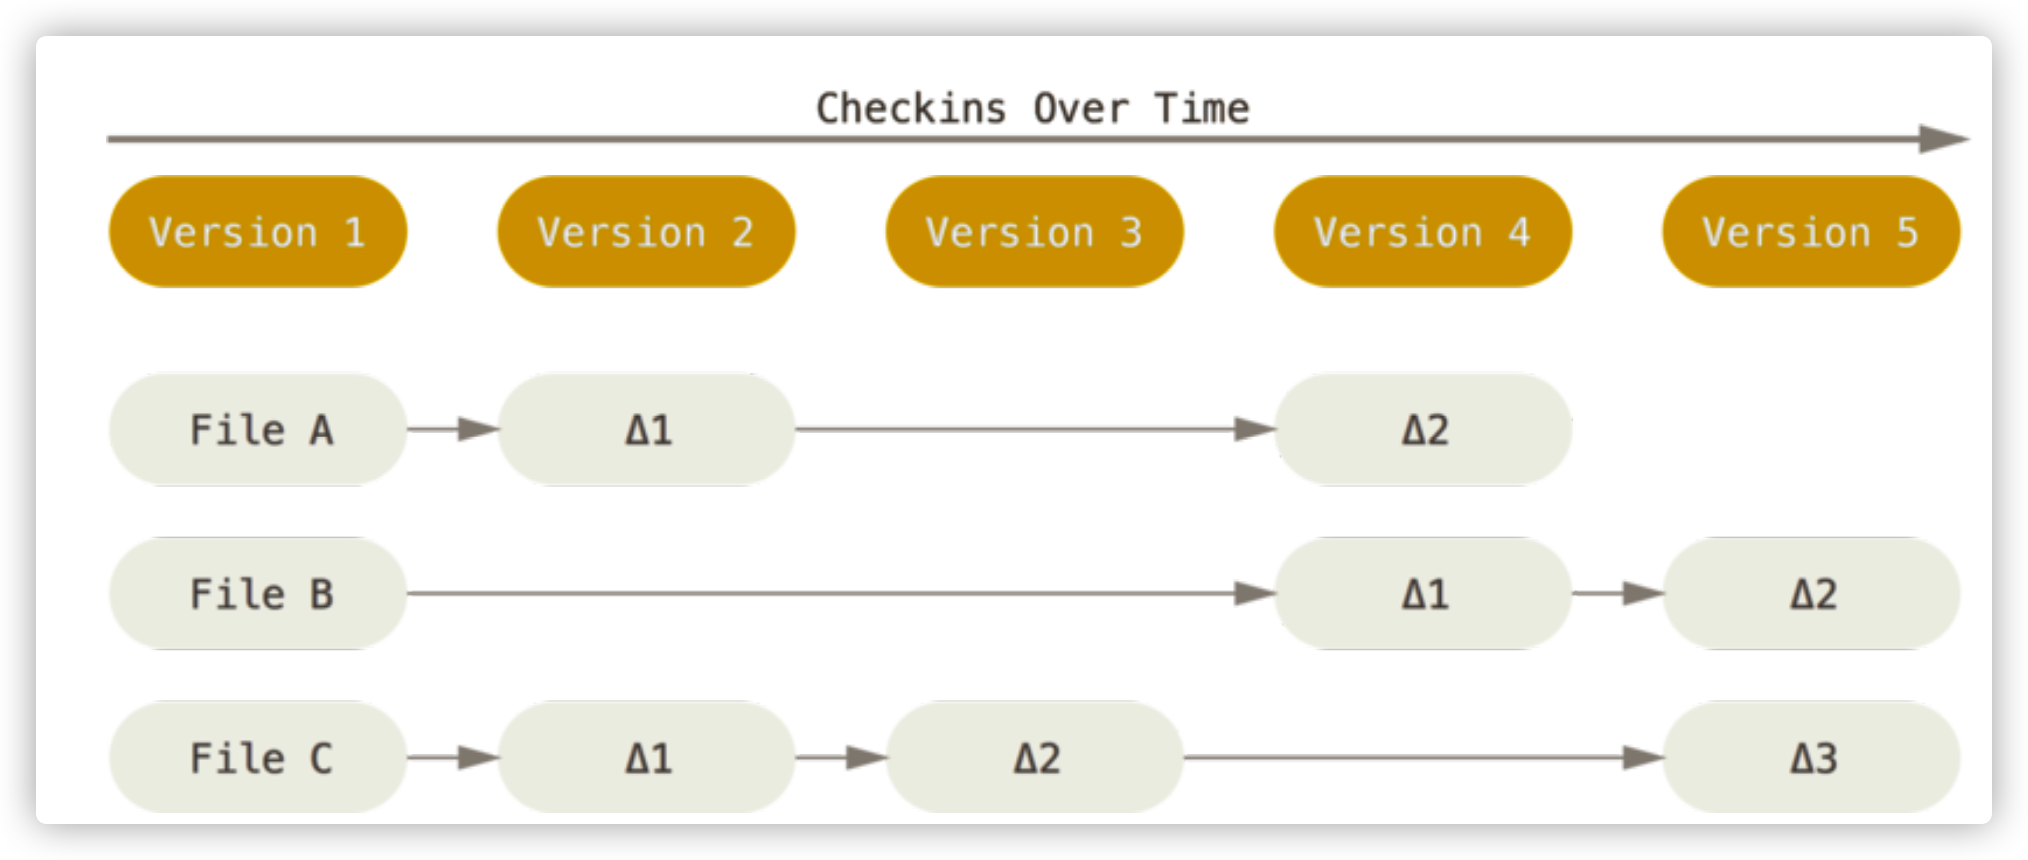 Checkins Over Time
Version 1 Version 2 Version 3 Version 4 Version 5
File A Δ1 Δ2
File B Δ1 Δ2
File C Δ1 Δ2 Δ3